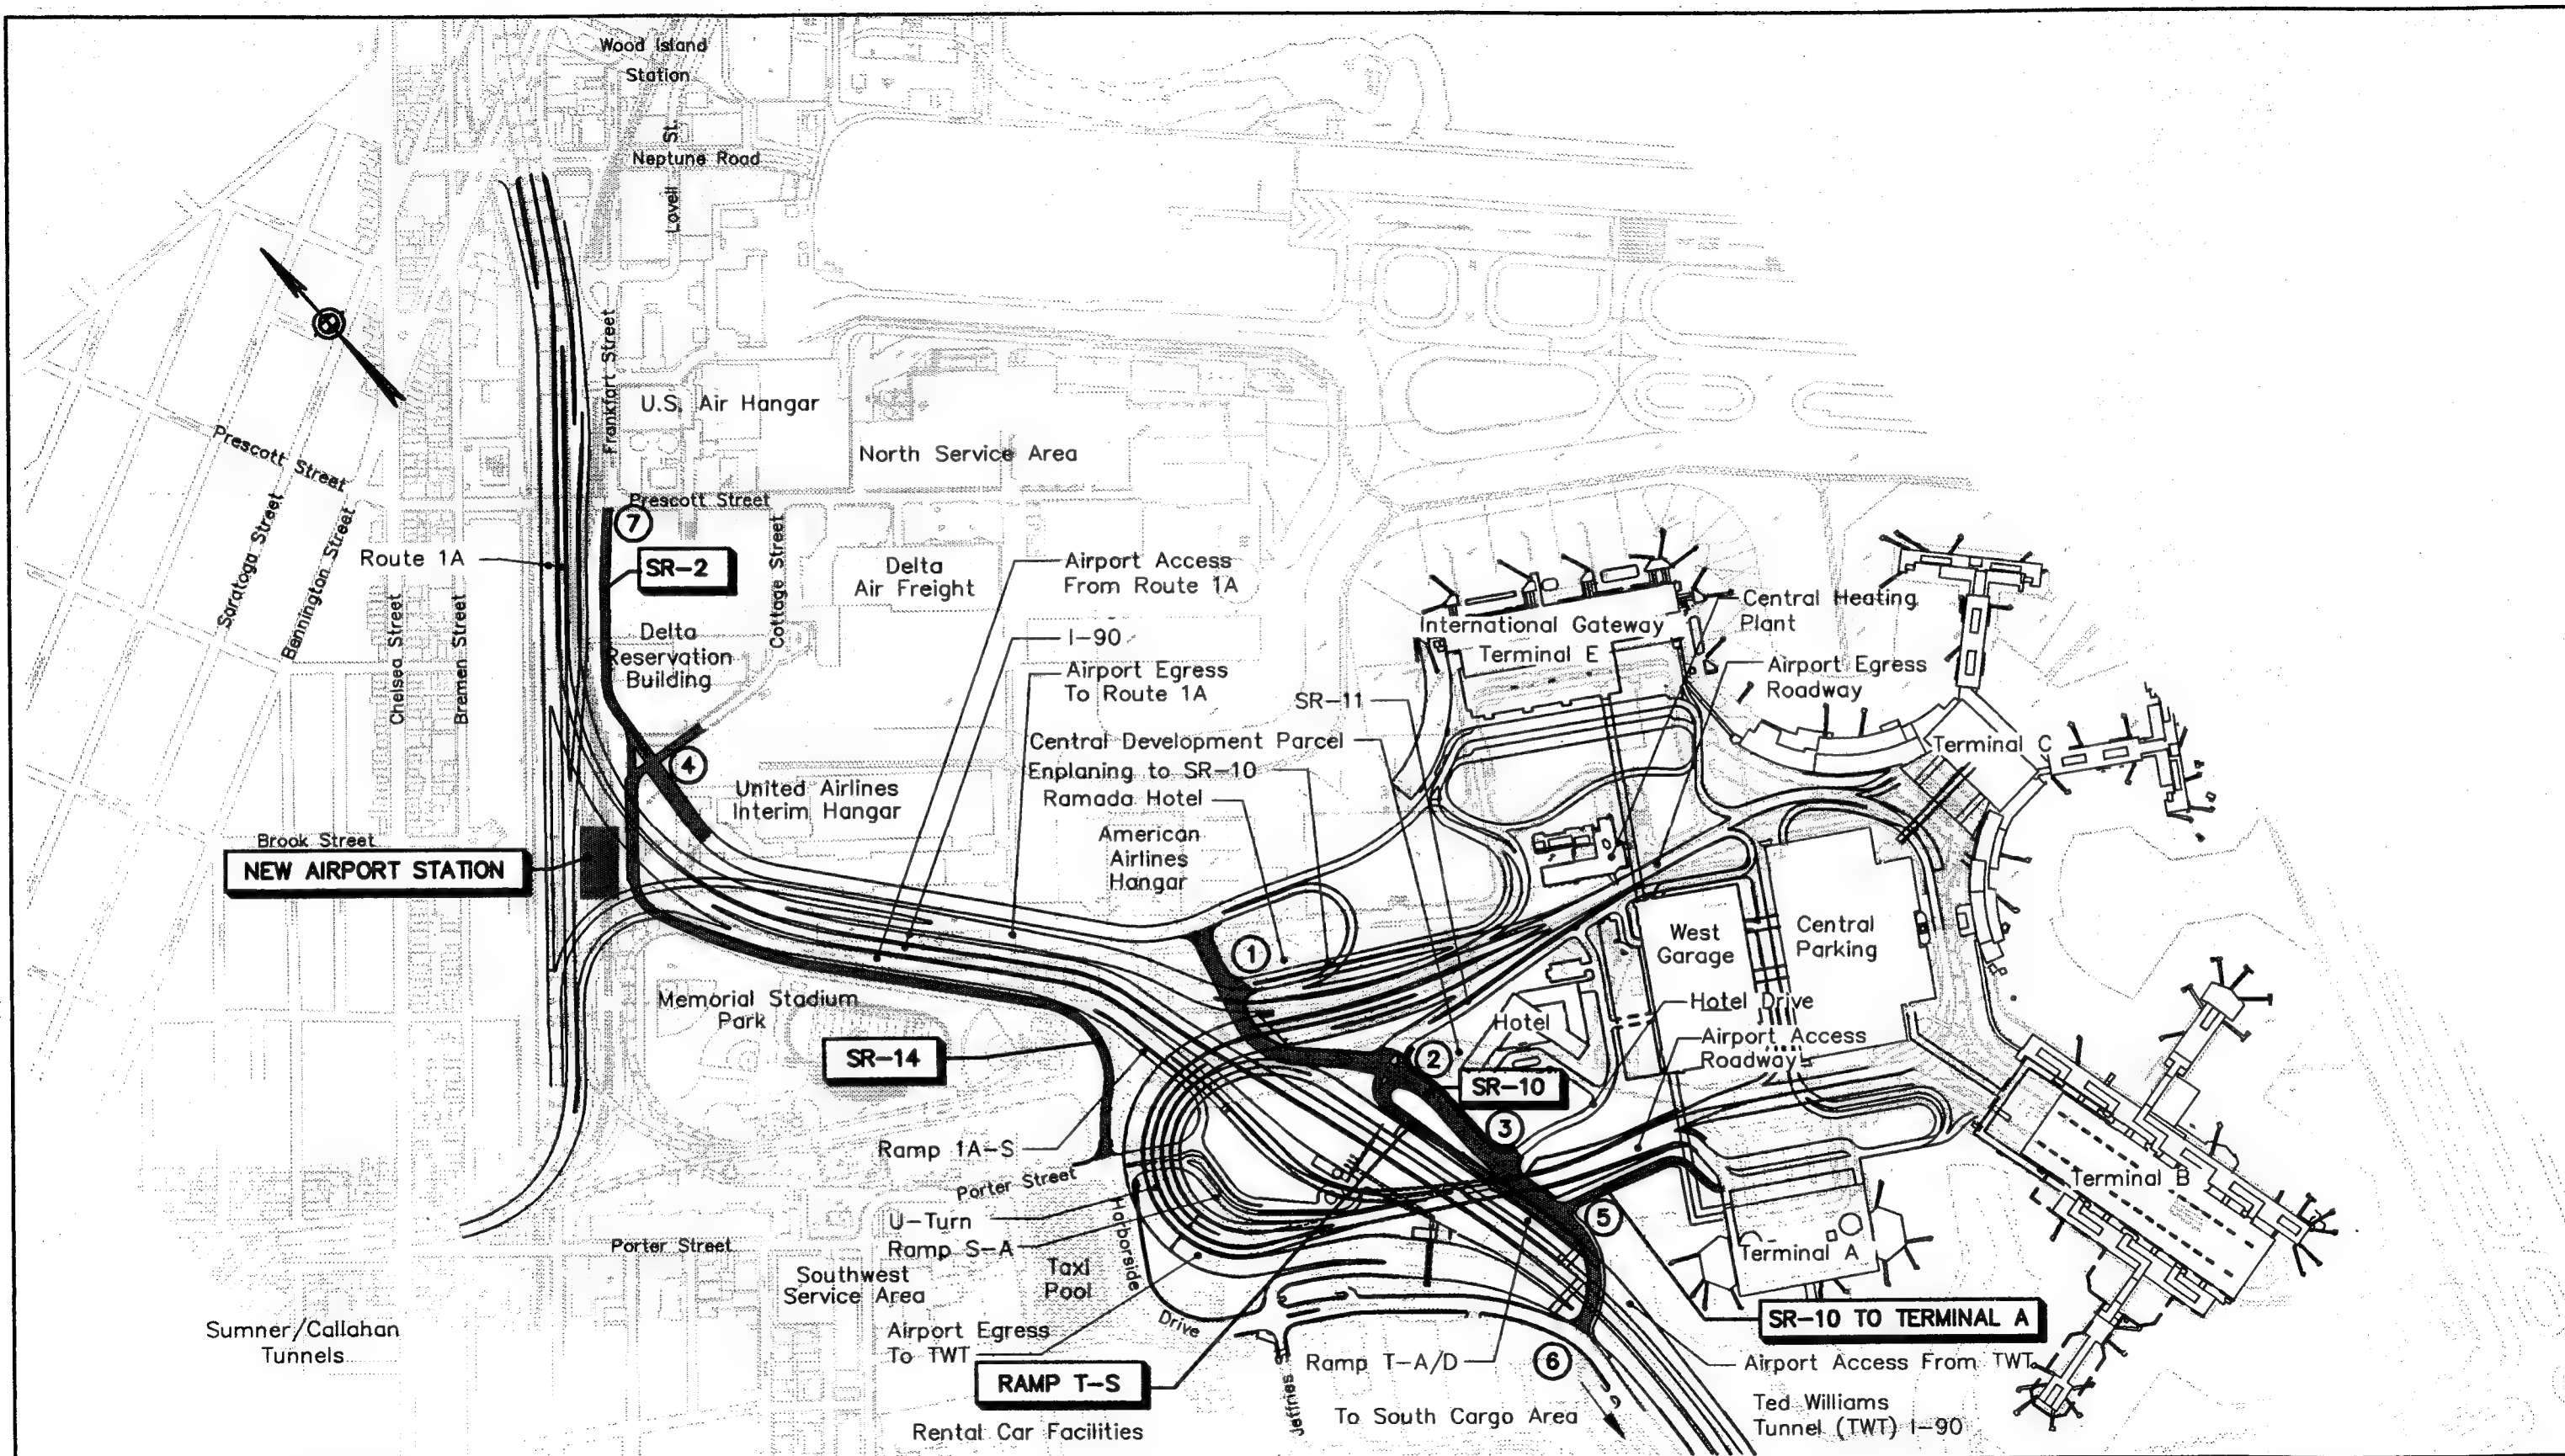 Wood Island
Station
Lovell St.
Neptune Road
Frankfort Street
U.S. Air Hangar
North Service Area
Prescott Street
Saratoga Street
Bennington Street
Chelsea Street
Bremen Street
Route 1A
Prescott Street
7
SR-2
Cottage Street
Delta
Air Freight
Delta
Reservation
Building
4
United Airlines
Interim Hangar
Airport Access
From Route 1A
I-90
Airport Egress
To Route 1A
SR-11
Central Development Parcel
Enplaning to SR-10
Ramada Hotel
American
Airlines
Hangar
International Gateway
Terminal E
Central Heating
Plant
Airport Egress
Roadway
Terminal C
Brook Street
NEW AIRPORT STATION
1
West
Garage
Central
Parking
Memorial Stadium
Park
SR-14
Hotel
Hotel Drive
Airport Access
Roadway
2
SR-10
3
Ramp 1A-S
Porter Street
U-Turn
Ramp S-A
Harborside
Drive
Porter Street
Southwest
Service Area
Taxi
Pool
5
Terminal A
Terminal B
Sumner/Callahan
Tunnels
Airport Egress
To TWT
RAMP T-S
Rental Car Facilities
Jeffries S
Ramp T-A/D
6
To South Cargo Area
SR-10 TO TERMINAL A
Airport Access From TWT
Ted Williams
Tunnel (TWT) I-90